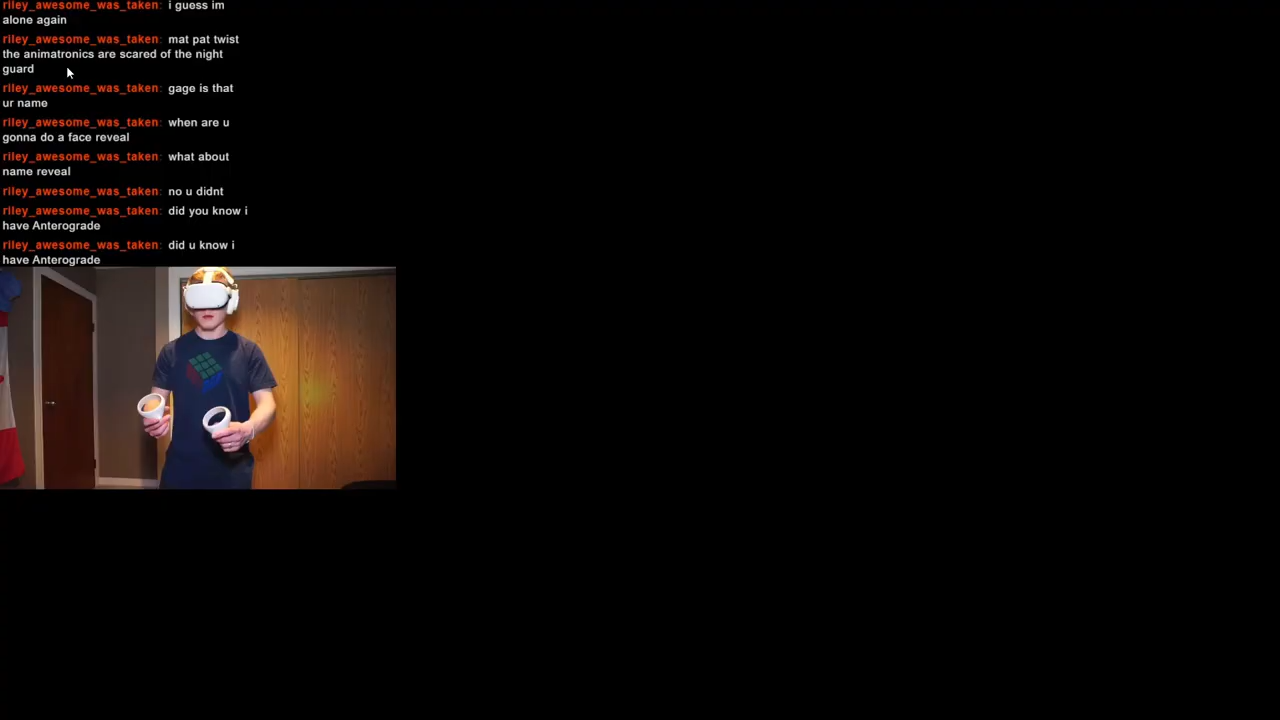 riley_awesome_was_taken: i guess im
alone again
riley_awesome_was_taken: mat pat twist
the animatronics are scared of the night
guard
riley_awesome_was_taken: gage is that
ur name
riley_awesome_was_taken: when are u
gonna do a face reveal
riley_awesome_was_taken: what about
name reveal
riley_awesome_was_taken: no u didnt
riley_awesome_was_taken: did you know i
have Anterograde
riley_awesome_was_taken: did u know i
have Anterograde